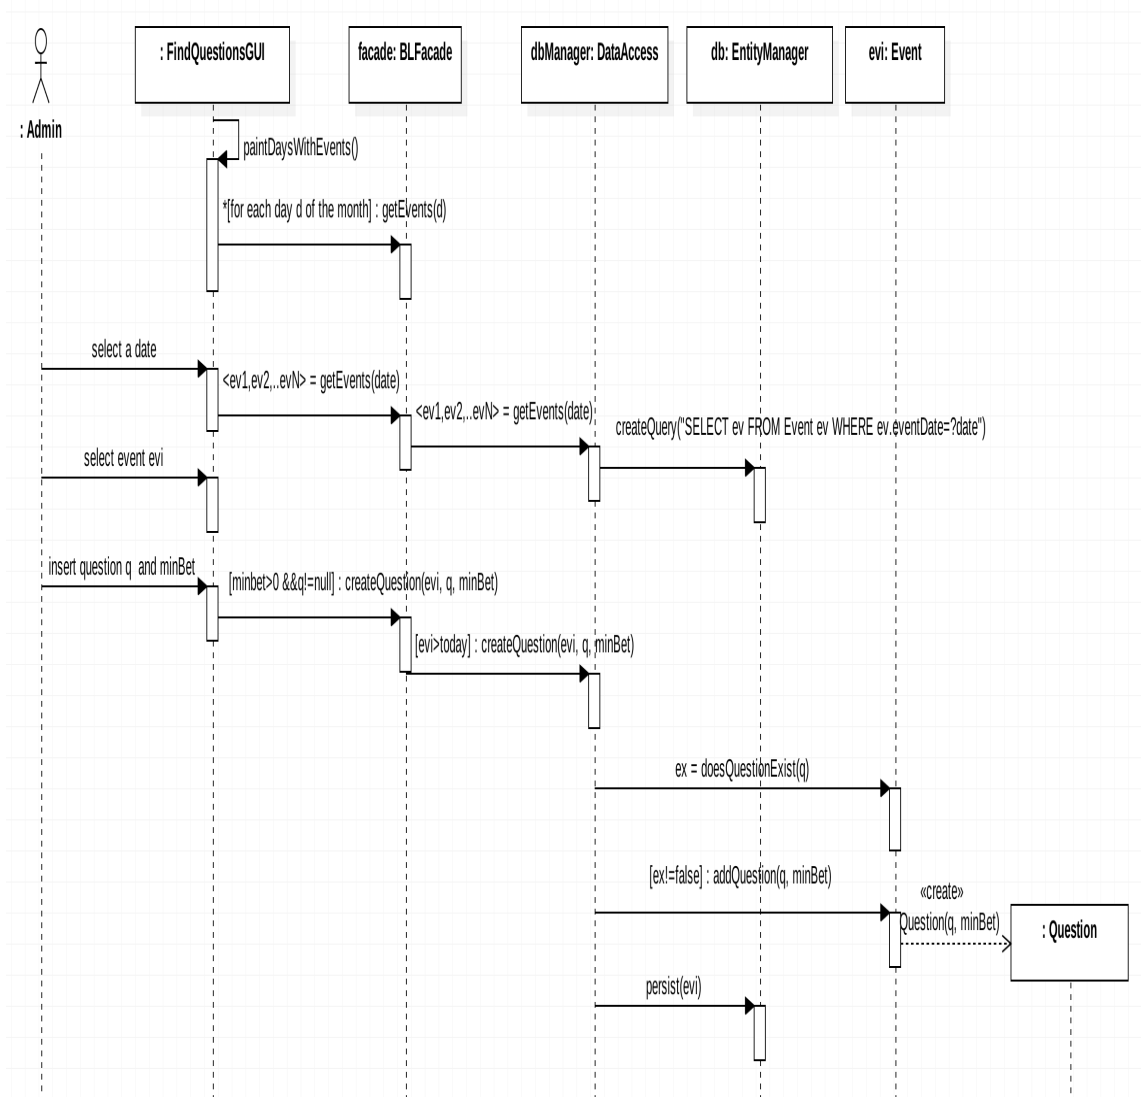 : FindQuestionsGUI
facade: BLFacade
dbManager: DataAccess
db: EntityManager
evi: Event
: Admin
paintDaysWithEvents()
*[for each day d of the month] : getEvents(d)
select a date
<ev1,ev2,..evN> = getEvents(date)
<ev1,ev2,..evN> = getEvents(date)
createQuery("SELECT ev FROM Event ev WHERE ev.eventDate=?date")
select event evi
insert question q  and minBet
[minbet>0 &&q!=null] : createQuestion(evi, q, minBet)
[evi>today] : createQuestion(evi, q, minBet)
ex = doesQuestionExist(q)
[ex!=false] : addQuestion(q, minBet)
«create»
Question(q, minBet)
: Question
persist(evi)